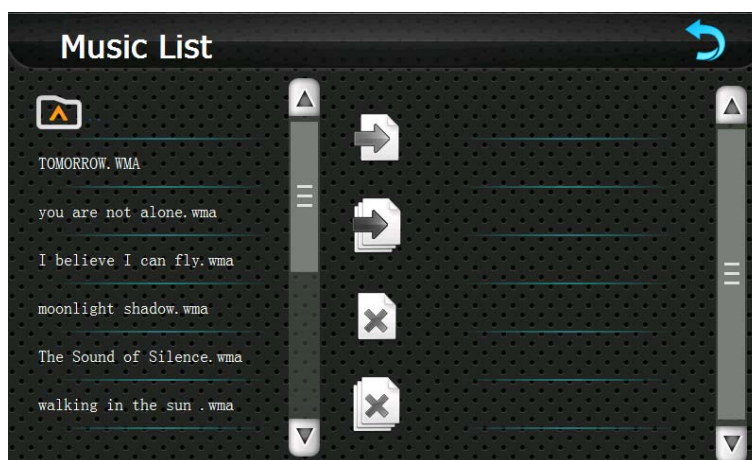 Music List
TOMORROW.WMA
you are not alone.wma
I believe I can fly.wma
moonlight shadow.wma
The Sound of Silence.wma
walking in the sun .wma